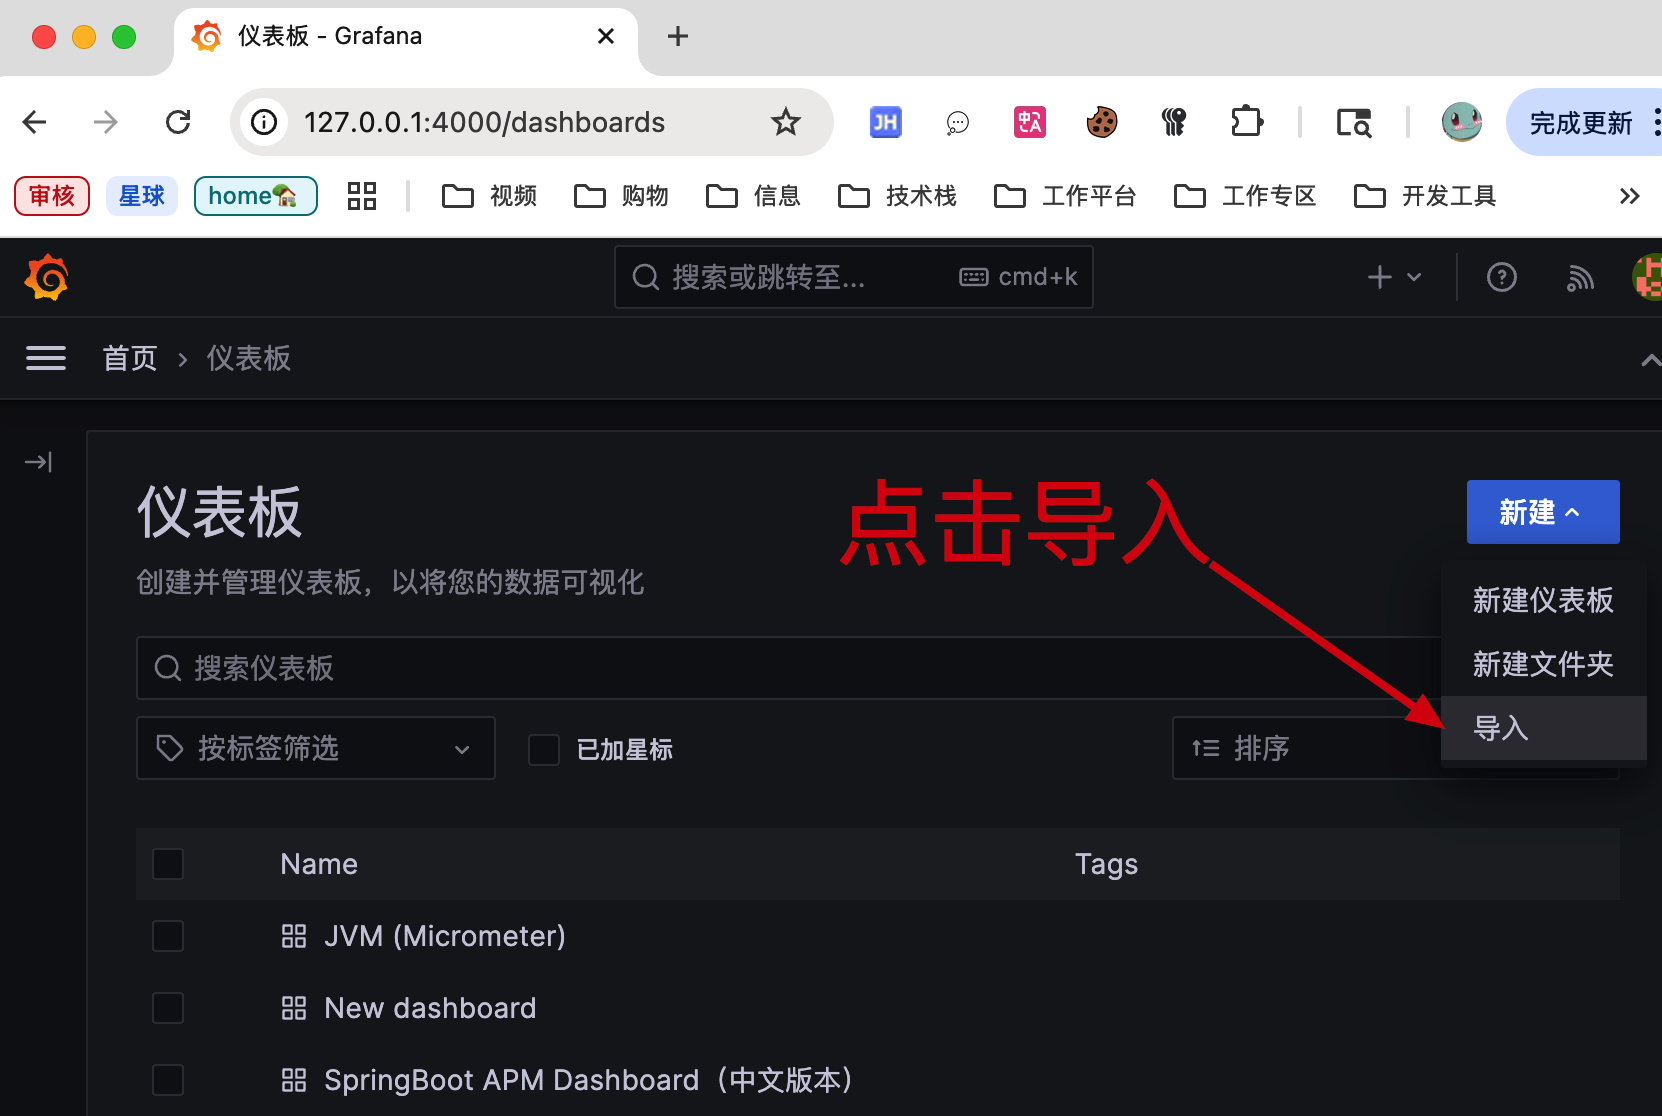 仪表板 - Grafana
127.0.0.1:4000/dashboards
JH
中
A
完成更新
审核
星球
home
视频
购物
信息
技术栈
工作平台
工作专区
开发工具
搜索或跳转至...
cmd+k
首页 › 仪表板
仪表板
点击导入
新建
创建并管理仪表板，以将您的数据可视化
新建仪表板
新建文件夹
导入
搜索仪表板
按标签筛选
已加星标
排序
Name
Tags
JVM (Micrometer)
New dashboard
SpringBoot APM Dashboard（中文版本）